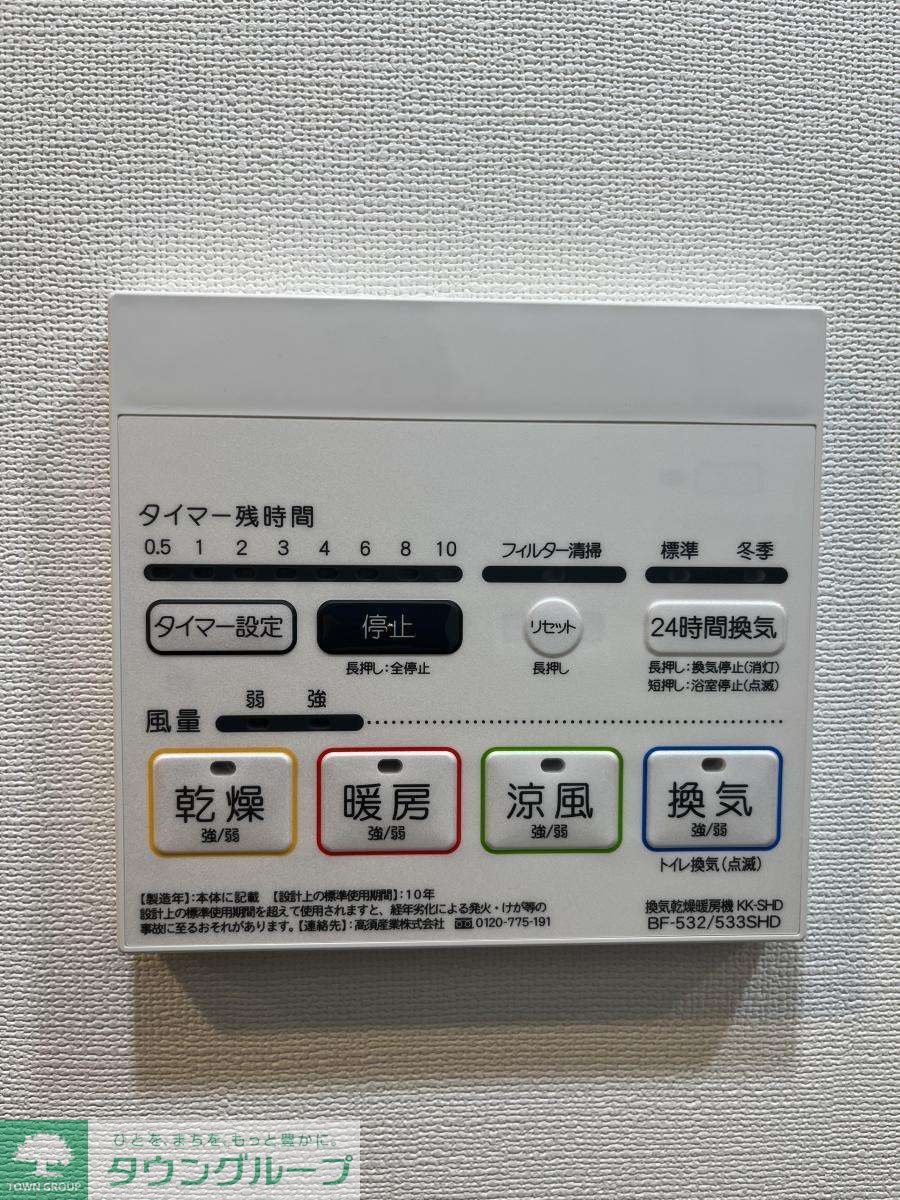 タイマー残時間
0.5 1 2 3 4 6 8 10
フィルター清掃
標準 冬季
タイマー設定
停止
リセット
24時間換気
長押し:全停止
長押し
長押し:換気停止(消灯)
短押し:浴室停止(点滅)
弱 強
風量
乾燥
強/弱
暖房
強/弱
涼風
強/弱
換気
強/弱
トイレ換気(点滅)
【製造年】:本体に記載 【設計上の標準使用期間】:10年
設計上の標準使用期間を超えて使用されますと、経年劣化による発火・けが等の
事故に至るおそれがあります。【連絡先】:高須産業株式会社 0120-775-191
換気乾燥暖房機 KK-SHD
BF-532/533SHD
ひとを、まちを、もっと豊かに。
タウングループ
TOWN GROUP